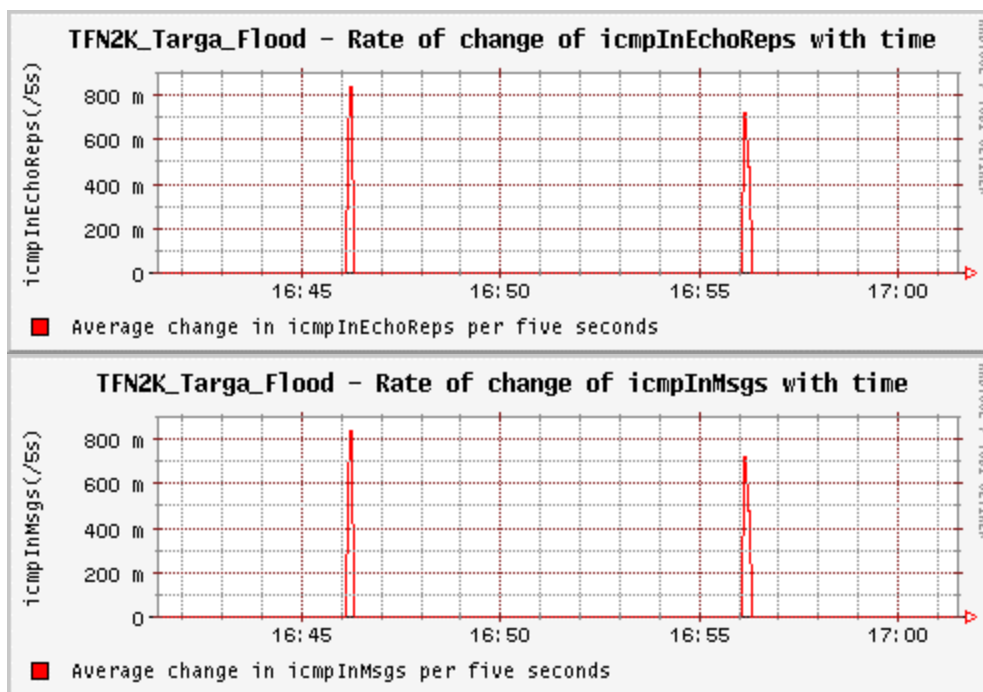 TFN2K_Targa_Flood - Rate of change of icmpInEchoReps with time
icmpInEchoReps(/5s)
800 m
600 m
400 m
200 m
0
16:45 16:50 16:55 17:00
Average change in icmpInEchoReps per five seconds
TFN2K_Targa_Flood - Rate of change of icmpInMsgs with time
icmpInMsgs(/5s)
800 m
600 m
400 m
200 m
0
16:45 16:50 16:55 17:00
Average change in icmpInMsgs per five seconds